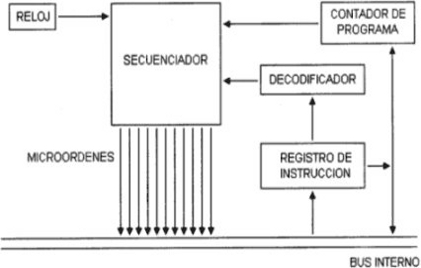 RELOJ
SECUENCIADOR
CONTADOR DE
PROGRAMA
DECODIFICADOR
MICROORDENES
REGISTRO DE
INSTRUCCION
BUS INTERNO